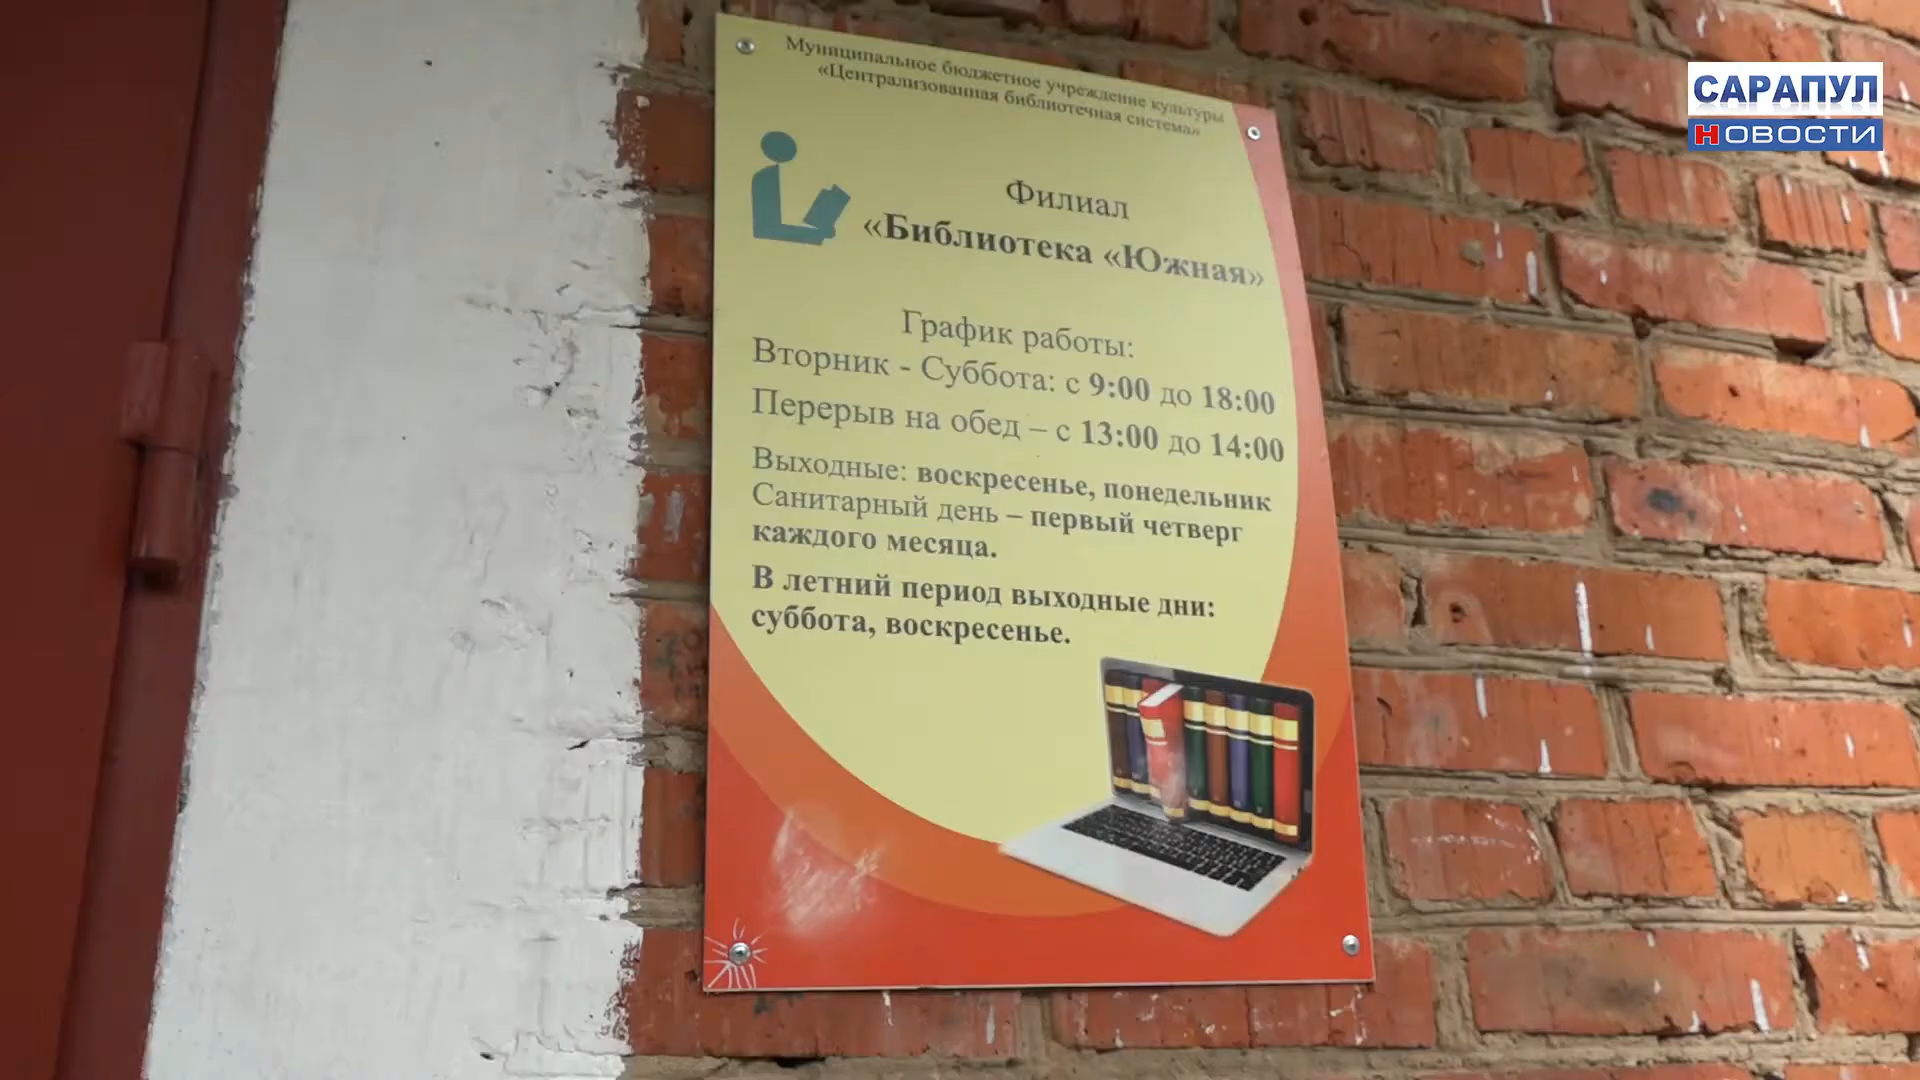 Муниципальное бюджетное учреждение культуры
«Централизованная библиотечная система»
Филиал
«Библиотека «Южная»
График работы:
Вторник - Суббота: с 9:00 до 18:00
Перерыв на обед – с 13:00 до 14:00
Выходные: воскресенье, понедельник
Санитарный день – первый четверг
каждого месяца.
В летний период выходные дни:
суббота, воскресенье.
САРАПУЛ
НОВОСТИ